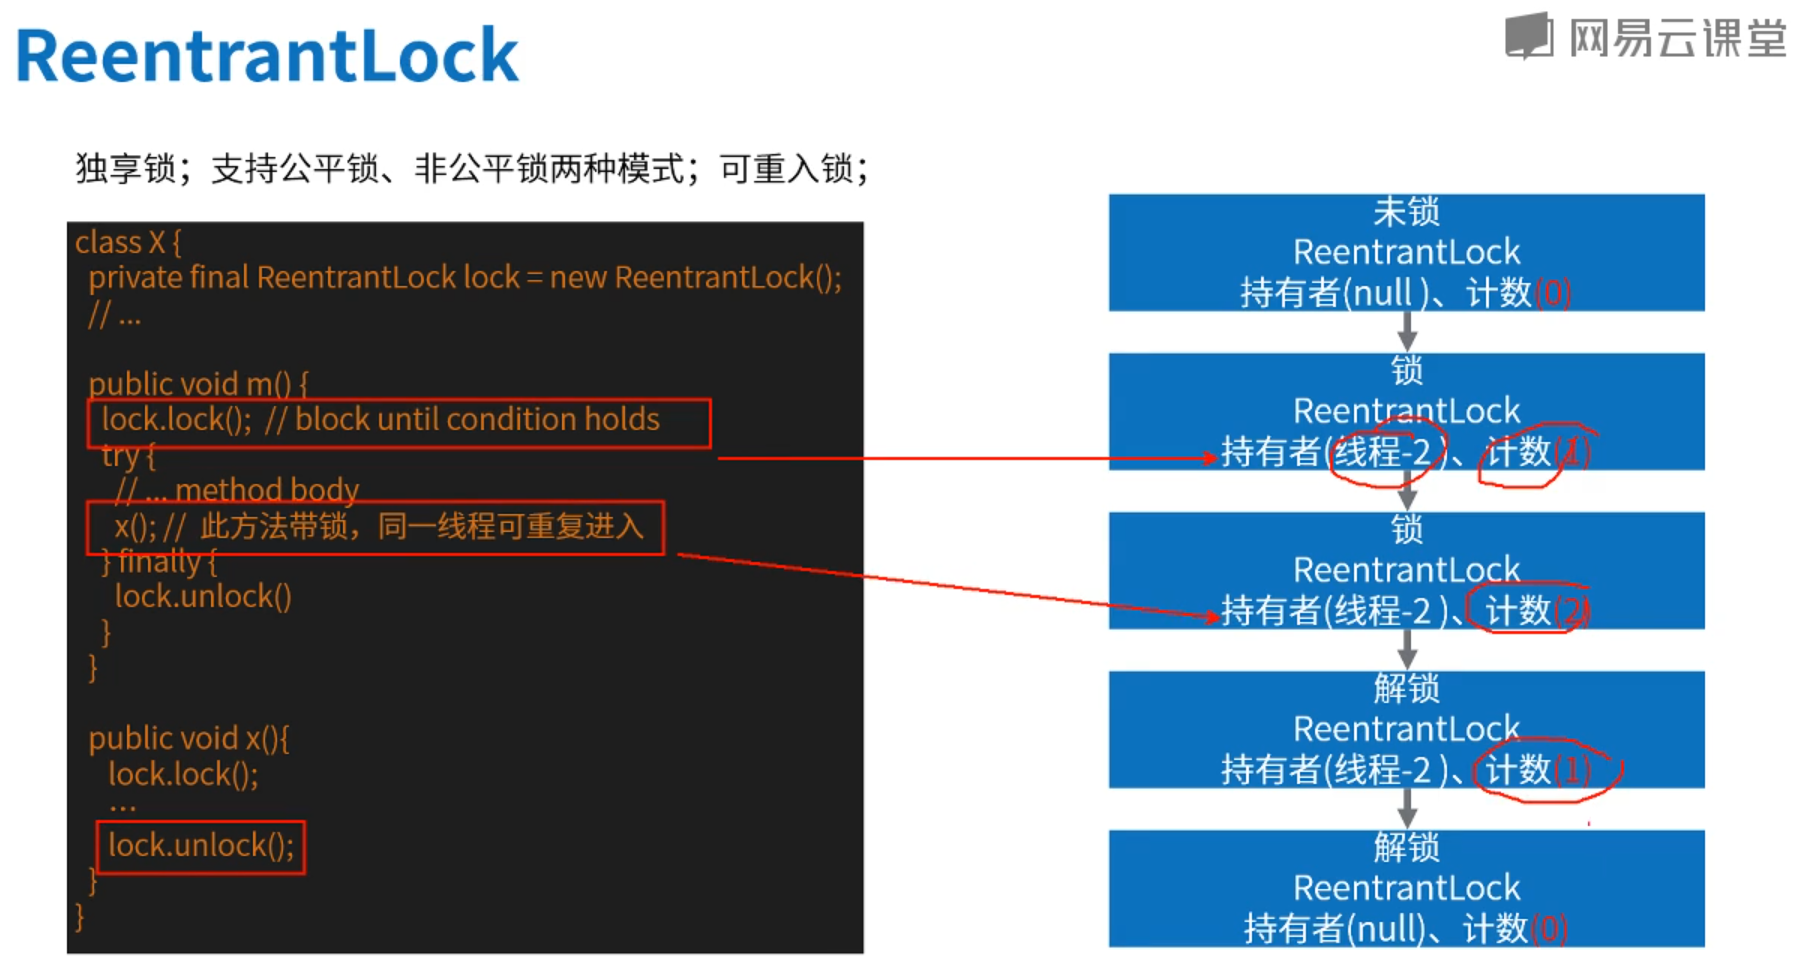 ReentrantLock
网易云课堂
独享锁；支持公平锁、非公平锁两种模式；可重入锁；
class X {
private final ReentrantLock lock = new ReentrantLock();
// ...
public void m() {
lock.lock();  // block until condition holds
try {
// ... method body
x(); //  此方法带锁，同一线程可重复进入
} finally {
lock.unlock()
}
}
public void x(){
lock.lock();
...
lock.unlock();
}
}
未锁
ReentrantLock
持有者(null )、计数(0)
锁
ReentrantLock
持有者(线程-2 )、计数(1)
锁
ReentrantLock
持有者(线程-2 )、计数(2)
解锁
ReentrantLock
持有者(线程-2 )、计数(1)
解锁
ReentrantLock
持有者(null)、计数(0)